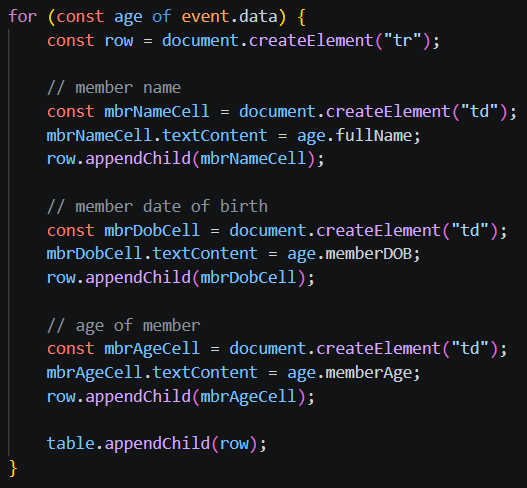 for (const age of event.data) {
    const row = document.createElement("tr");

    // member name
    const mbrNameCell = document.createElement("td");
    mbrNameCell.textContent = age.fullName;
    row.appendChild(mbrNameCell);

    // member date of birth
    const mbrDobCell = document.createElement("td");
    mbrDobCell.textContent = age.memberDOB;
    row.appendChild(mbrDobCell);

    // age of member
    const mbrAgeCell = document.createElement("td");
    mbrAgeCell.textContent = age.memberAge;
    row.appendChild(mbrAgeCell);

    table.appendChild(row);
}